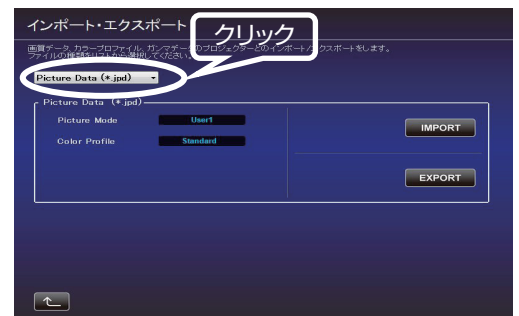 インポート・エクスポート
クリック
画質データ、カラープロファイル、ガンマデータのプロジェクターとのインポート/エクスポートをします。
ファイルの種類をリストから選択してください。
Picture Data (*.jpd)
Picture Data (*.jpd)
Picture Mode User1
IMPORT
Color Profile Standard
EXPORT